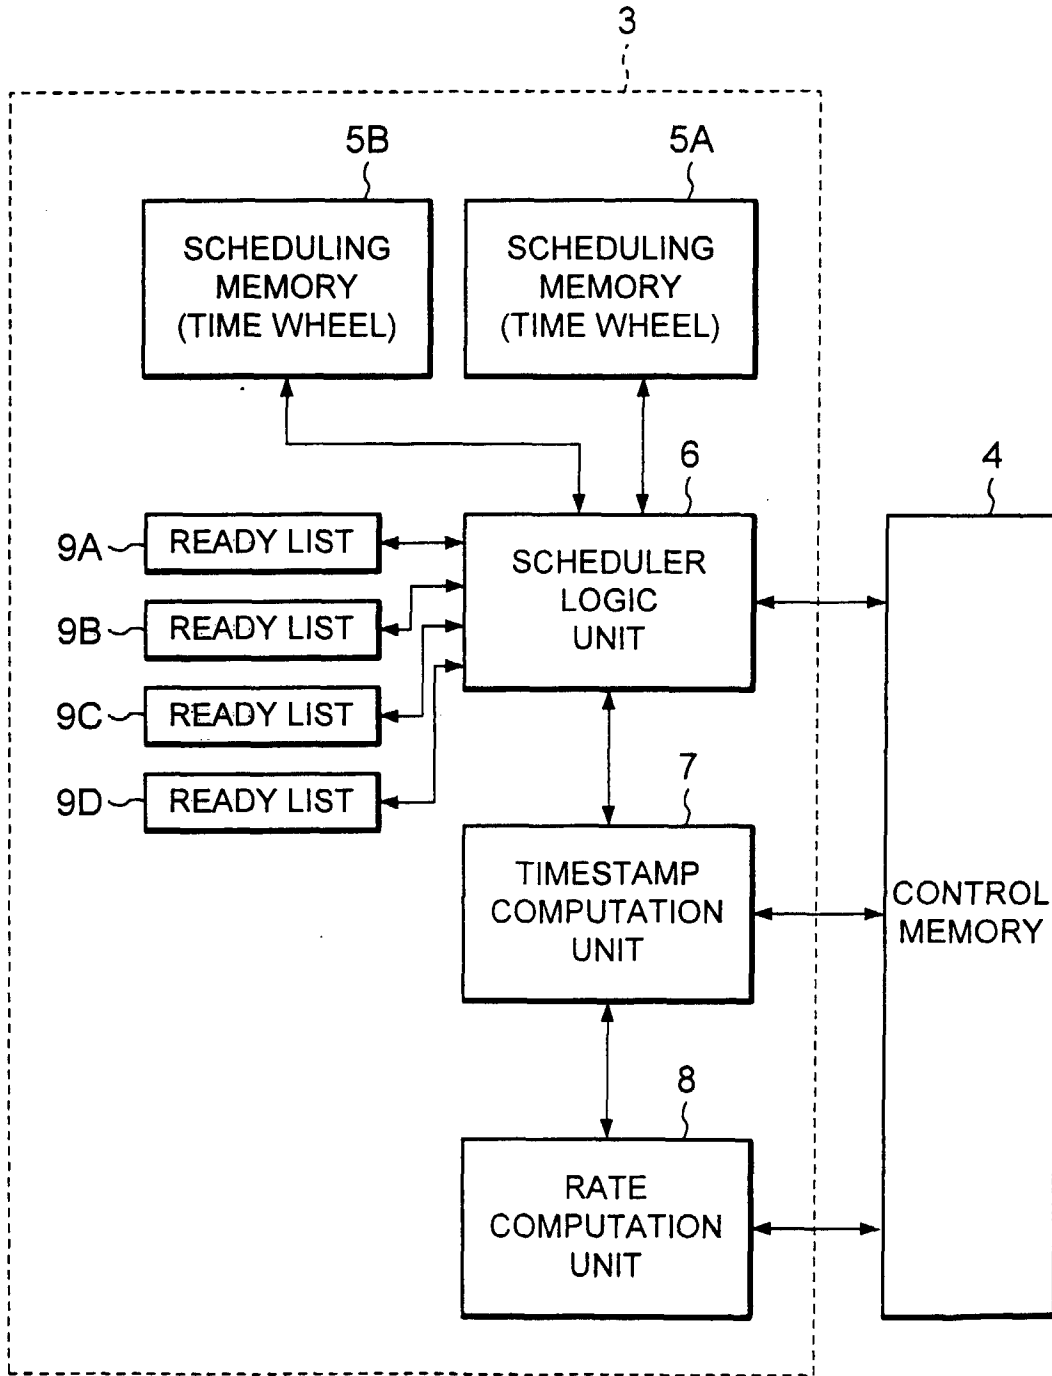 3
5B
5A
SCHEDULING
MEMORY
(TIME WHEEL)
SCHEDULING
MEMORY
(TIME WHEEL)
6
4
9A
READY LIST
9B
READY LIST
9C
READY LIST
9D
READY LIST
SCHEDULER
LOGIC
UNIT
7
TIMESTAMP
COMPUTATION
UNIT
CONTROL
MEMORY
8
RATE
COMPUTATION
UNIT